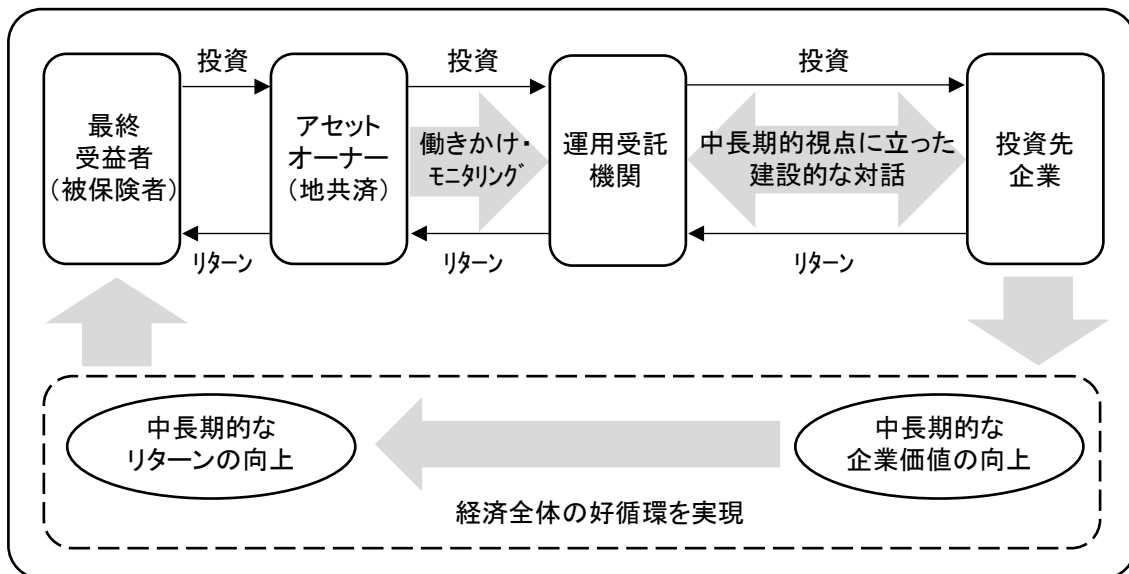 投資
投資
投資
最終
受益者
（被保険者）
アセット
オーナー
（地共済）
働きかけ・
ﾓﾆﾀﾘﾝｸﾞ
運用受託
機関
中長期的視点に立った
建設的な対話
投資先
企業
ﾘﾀｰﾝ
ﾘﾀｰﾝ
ﾘﾀｰﾝ
中長期的な
リターンの向上
中長期的な
企業価値の向上
経済全体の好循環を実現